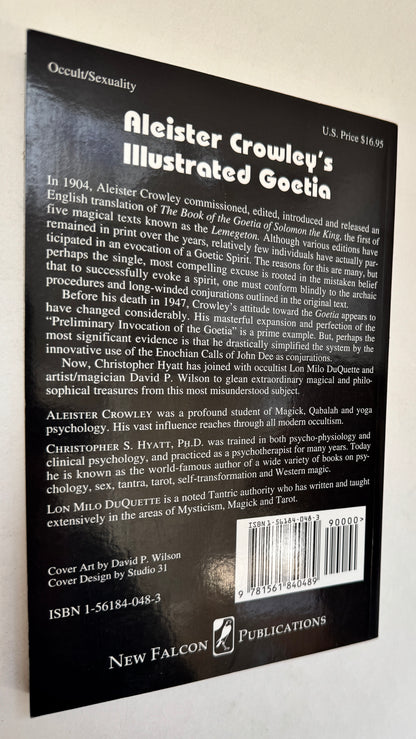 Occult/Sexuality
U.S. Price $16.95
Aleister Crowley's
Illustrated Goetia
In 1904, Aleister Crowley commissioned, edited, introduced and released an
English translation of The Book of the Goetia of Solomon the King, the first of
five magical texts known as the Lemegeton. Although various editions have
remained in print over the years, relatively few individuals have actually par-
ticipated in an evocation of a Goetic Spirit. The reasons for this are many, but
perhaps the single, most compelling excuse is rooted in the mistaken belief
that to successfully evoke a spirit, one must conform blindly to the archaic
procedures and long-winded conjurations outlined in the original text.
Before his death in 1947, Crowley's attitude toward the Goetia appears to
have changed considerably. His masterful expansion and perfection of the
"Preliminary Invocation of the Goetia" is a prime example. But, perhaps the
most significant evidence is that he drastically simplified the system by the
innovative use of the Enochian Calls of John Dee as conjurations.
Now, Christopher Hyatt has joined with occultist Lon Milo DuQuette and
artist/magician David P. Wilson to glean extraordinary magical and philo-
sophical treasures from this most misunderstood subject.
ALEISTER CROWLEY was a profound student of Magick, Qabalah and yoga
psychology. His vast influence reaches through all modern occultism.
CHRISTOPHER S. HYATT, PH.D. was trained in both psycho-physiology and
clinical psychology, and practiced as a psychotherapist for many years. Today
he is known as the world-famous author of a wide variety of books on psy-
chology, sex, tantra, tarot, self-transformation and Western magic.
LON MILO DUQUETTE is a noted Tantric authority who has written and taught
extensively in the areas of Mysticism, Magick and Tarot.
ISBN 1-56184-048-3
90000>
9 781561 840489
Cover Art by David P. Wilson
Cover Design by Studio 31
ISBN 1-56184-048-3
NEW FALCON PUBLICATIONS